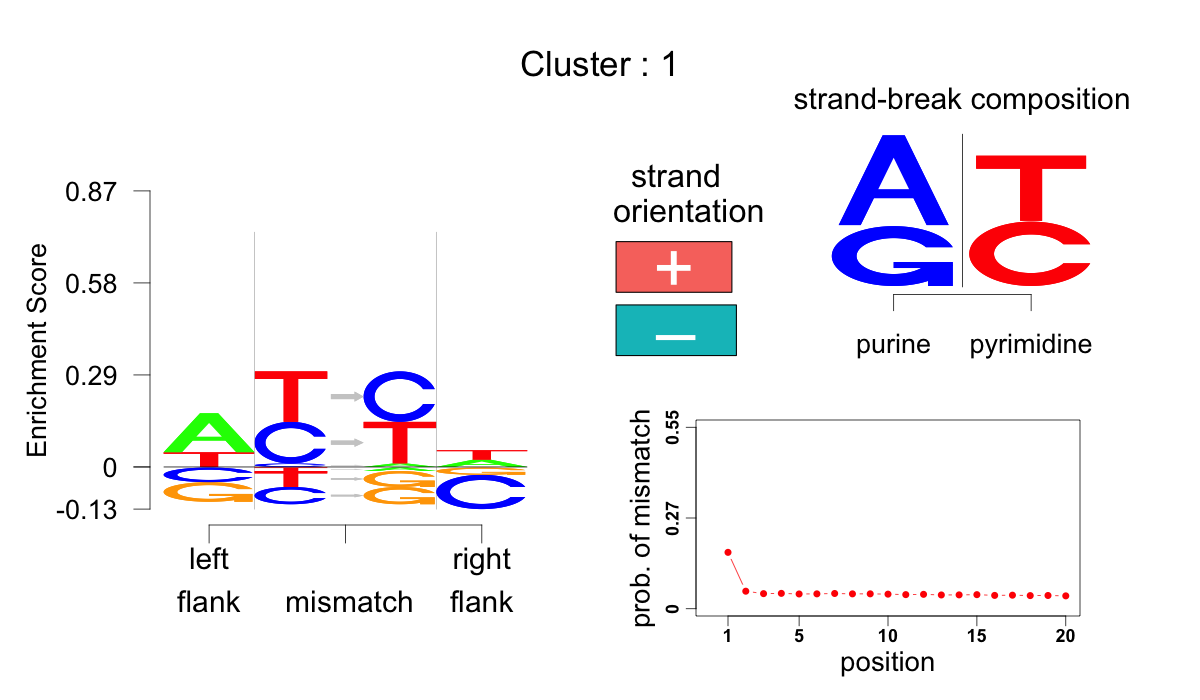 Cluster : 1
strand-break composition
A
T
G
C
purine
pyrimidine
strand
orientation
+
−
Enrichment Score
0.87
0.58
0.29
0
-0.13
A
T
C
G
T
C
T
C
C
T
G
G
T
A
G
C
left
flank
mismatch
right
flank
prob. of mismatch
0.55
0.27
0
1
5
10
15
20
position